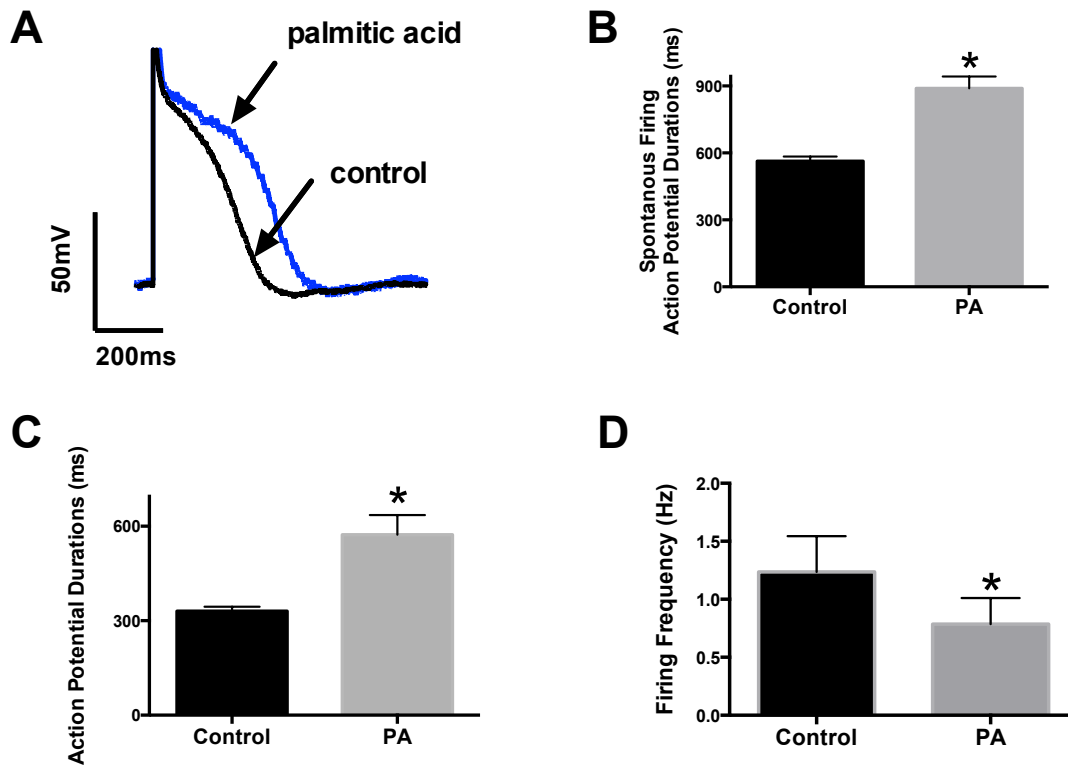 A
palmitic acid
control
50mV
200ms
B
Spontanous Firing
Action Potential Durations (ms)
900
600
300
0
*
Control
PA
C
Action Potential Durations (ms)
600
300
0
*
Control
PA
D
Firing Frequency (Hz)
2.0
1.5
1.0
0.5
0.0
*
Control
PA